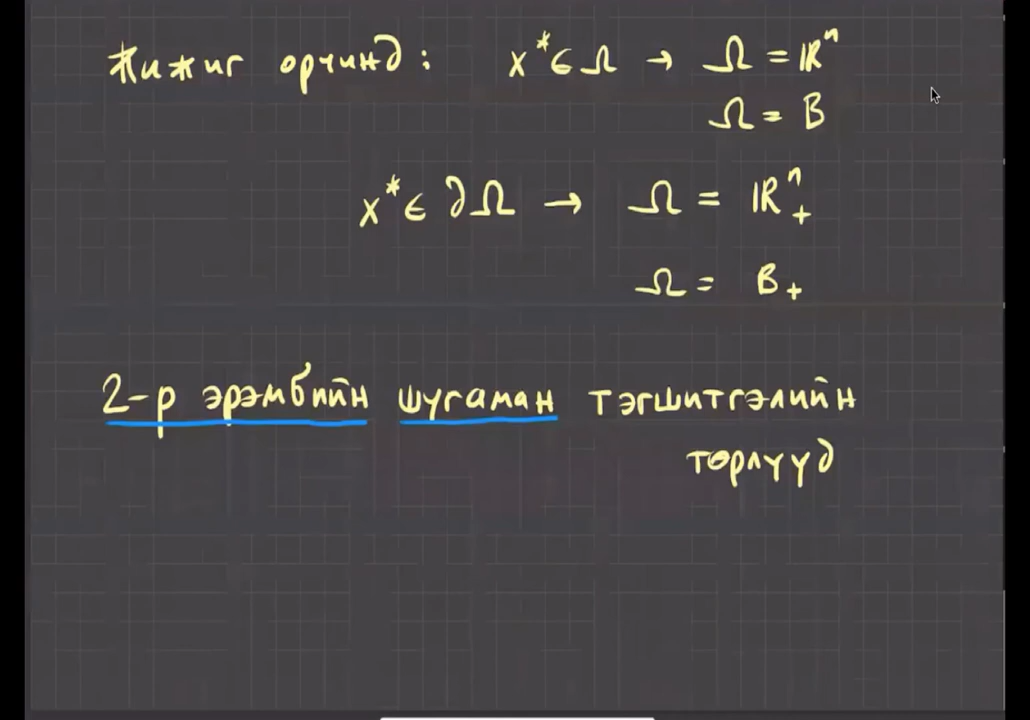 Жижиг орчинд: x* ∈ Ω → Ω = ℝⁿ
Ω = B
x* ∈ ∂Ω → Ω = ℝⁿ₊
Ω = B₊
2-р эрэмбийн шугаман тэгшитгэлийн
төрлүүд